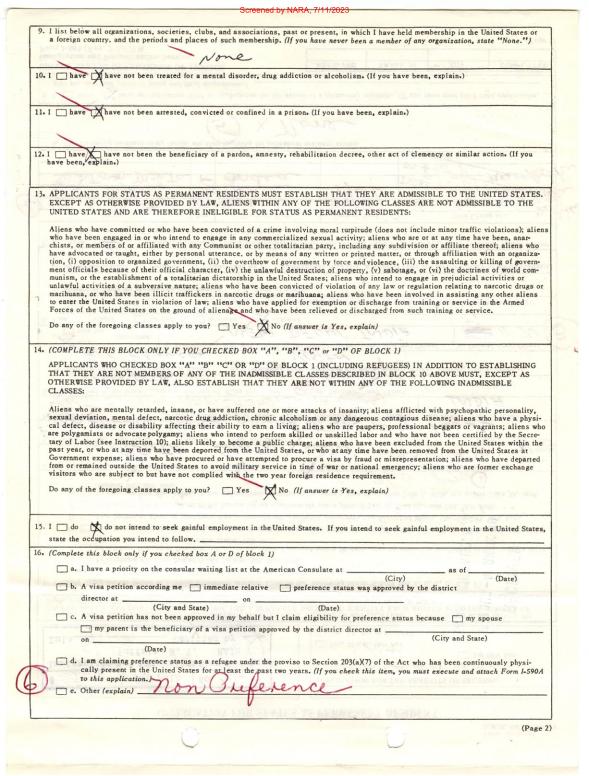 Screened by NARA, 7/11/2023
9. I list below all organizations, societies, clubs, and associations, past or present, in which I have held membership in the United States or
a foreign country, and the periods and places of such membership. (If you have never been a member of any organization, state "None.")
None
10. I ☐ have ☒ have not been treated for a mental disorder, drug addiction or alcoholism. (If you have been, explain.)
11. I ☐ have ☒ have not been arrested, convicted or confined in a prison. (If you have been, explain.)
12. I ☐ have ☒ have not been the beneficiary of a pardon, amnesty, rehabilitation decree, other act of clemency or similar action. (If you
have been, explain.)
13. APPLICANTS FOR STATUS AS PERMANENT RESIDENTS MUST ESTABLISH THAT THEY ARE ADMISSIBLE TO THE UNITED STATES.
EXCEPT AS OTHERWISE PROVIDED BY LAW, ALIENS WITHIN ANY OF THE FOLLOWING CLASSES ARE NOT ADMISSIBLE TO THE
UNITED STATES AND ARE THEREFORE INELIGIBLE FOR STATUS AS PERMANENT RESIDENTS:
Aliens who have committed or who have been convicted of a crime involving moral turpitude (does not include minor traffic violations); aliens
who have been engaged in or who intend to engage in any commercialized sexual activity; aliens who are or at any time have been, anar-
chists, or members of or affiliated with any Communist or other totalitarian party, including any subdivision or affiliate thereof; aliens who
have advocated or taught, either by personal utterance, or by means of any written or printed matter, or through affiliation with an organiza-
tion, (i) opposition to organized government, (ii) the overthrow of government by force and violence, (iii) the assaulting or killing of govern-
ment officials because of their official character, (iv) the unlawful destruction of property, (v) sabotage, or (vi) the doctrines of world com-
munism, or the establishment of a totalitarian dictatorship in the United States; aliens who intend to engage in prejudicial activities or
unlawful activities of a subversive nature; aliens who have been convicted of violation of any law or regulation relating to narcotic drugs or
marihuana, or who have been illicit traffickers in narcotic drugs or marihuana; aliens who have been involved in assisting any other aliens
to enter the United States in violation of law; aliens who have applied for exemption or discharge from training or service in the Armed
Forces of the United States on the ground of alienage and who have been relieved or discharged from such training or service.
Do any of the foregoing classes apply to you? ☐ Yes ☒ No (If answer is Yes, explain)
14. (COMPLETE THIS BLOCK ONLY IF YOU CHECKED BOX "A", "B", "C" or "D" OF BLOCK 1)
APPLICANTS WHO CHECKED BOX "A" "B" "C" OR "D" OF BLOCK 1 (INCLUDING REFUGEES) IN ADDITION TO ESTABLISHING
THAT THEY ARE NOT MEMBERS OF ANY OF THE INADMISSIBLE CLASSES DESCRIBED IN BLOCK 10 ABOVE MUST, EXCEPT AS
OTHERWISE PROVIDED BY LAW, ALSO ESTABLISH THAT THEY ARE NOT WITHIN ANY OF THE FOLLOWING INADMISSIBLE
CLASSES:
Aliens who are mentally retarded, insane, or have suffered one or more attacks of insanity; aliens afflicted with psychopathic personality,
sexual deviation, mental defect, narcotic drug addiction, chronic alcoholism or any dangerous contagious disease; aliens who have a physi-
cal defect, disease or disability affecting their ability to earn a living; aliens who are paupers, professional beggars or vagrants; aliens who
are polygamists or advocate polygamy; aliens who intend to perform skilled or unskilled labor and who have not been certified by the Secre-
tary of Labor (see Instruction 10); aliens likely to become a public charge; aliens who have been excluded from the United States within the
past year, or who at any time have been deported from the United States, or who at any time have been removed from the United States at
Government expense; aliens who have procured or have attempted to procure a visa by fraud or misrepresentation; aliens who have departed
from or remained outside the United States to avoid military service in time of war or national emergency; aliens who are former exchange
visitors who are subject to but have not complied with the two year foreign residence requirement.
Do any of the foregoing classes apply to you? ☐ Yes ☒ No (If answer is Yes, explain)
15. I ☐ do ☒ do not intend to seek gainful employment in the United States. If you intend to seek gainful employment in the United States,
state the occupation you intend to follow.
16. (Complete this block only if you checked box A or D of block 1)
☐ a. I have a priority on the consular waiting list at the American Consulate at as of
(City) (Date)
☐ b. A visa petition according me ☐ immediate relative ☐ preference status was approved by the district
director at on
(City and State) (Date)
☐ c. A visa petition has not been approved in my behalf but I claim eligibility for preference status because ☐ my spouse
☐ my parent is the beneficiary of a visa petition approved by the district director at
(City and State)
on
(Date)
☐ d. I am claiming preference status as a refugee under the proviso to Section 203(a)(7) of the Act who has been continuously physi-
cally present in the United States for at least the past two years. (If you check this item, you must execute and attach Form I-590A
to this application.)
6
☐ e. Other (explain) Non Preference
(Page 2)